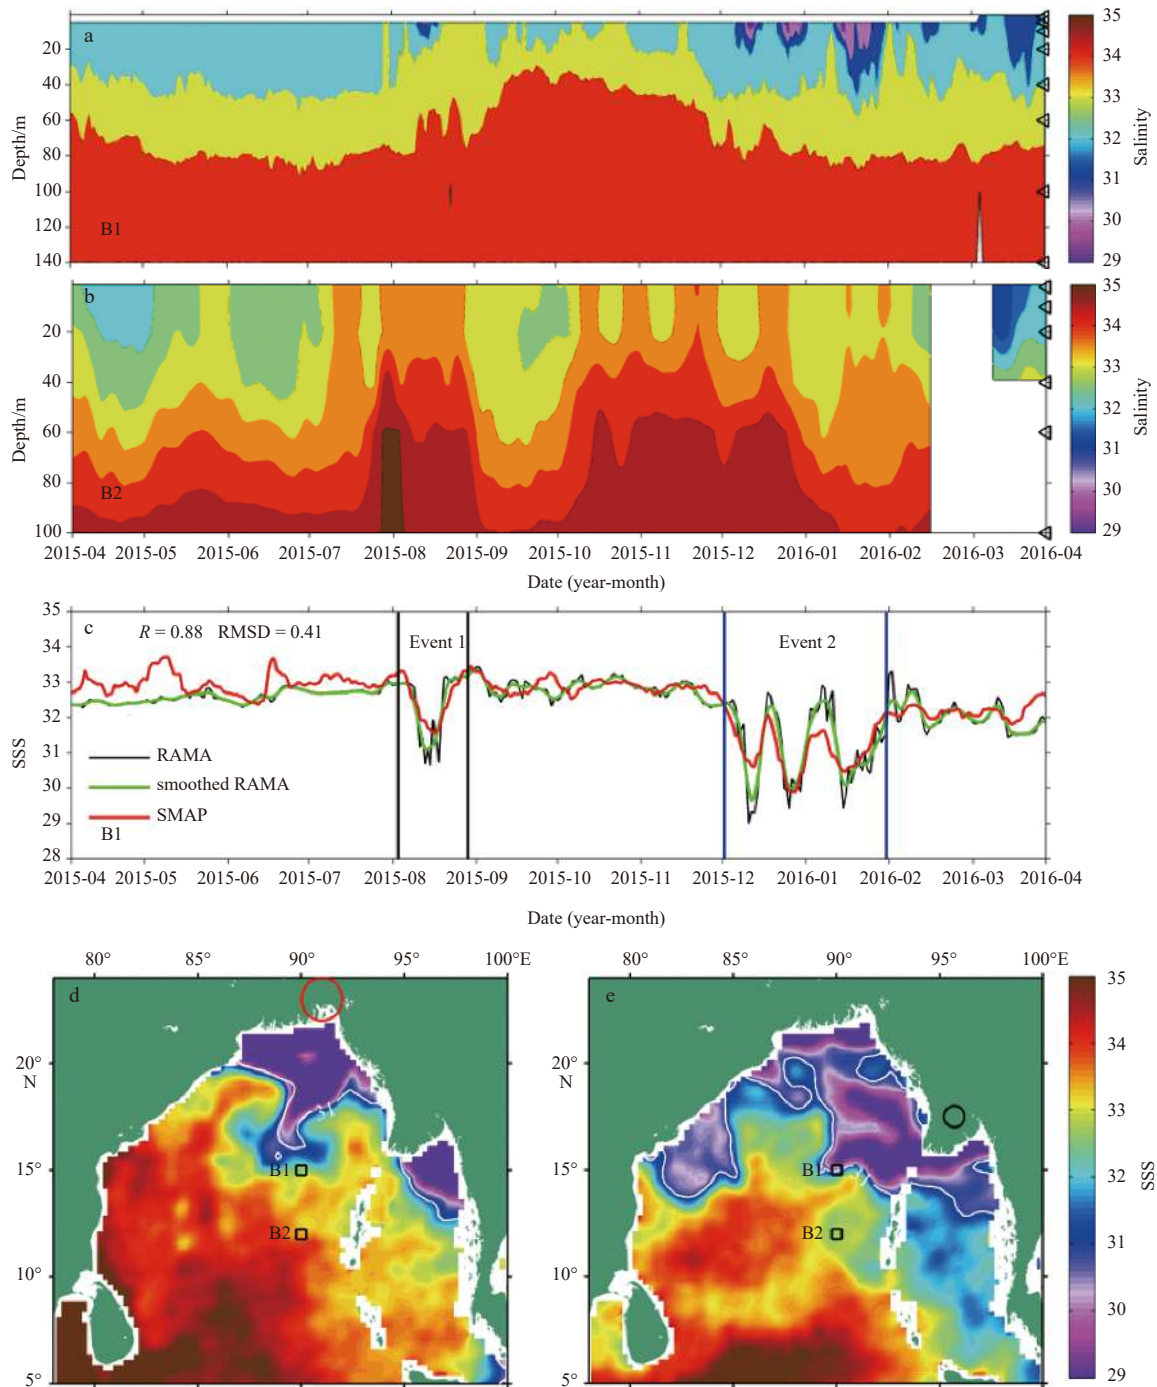 a
20
40
60
80
100
120
140
Depth/m
B1
2015-04 2015-05 2015-06 2015-07 2015-08 2015-09 2015-10 2015-11 2015-12 2016-01 2016-02 2016-03 2016-04
Date (year-month)
35
34
33
32
31
30
29
Salinity
b
20
40
60
80
100
Depth/m
B2
35
34
33
32
31
30
29
Salinity
c
R = 0.88 RMSD = 0.41
Event 1
Event 2
35
34
33
32
31
30
29
28
SSS
RAMA
smoothed RAMA
SMAP
B1
2015-04 2015-05 2015-06 2015-07 2015-08 2015-09 2015-10 2015-11 2015-12 2016-01 2016-02 2016-03 2016-04
Date (year-month)
80° 85° 90° 95° 100°E
d
20°
N
15°
10°
5°
B1
B2
80° 85° 90° 95° 100°E
e
20°
N
15°
10°
5°
B1
B2
35
34
33
32
31
30
29
SSS